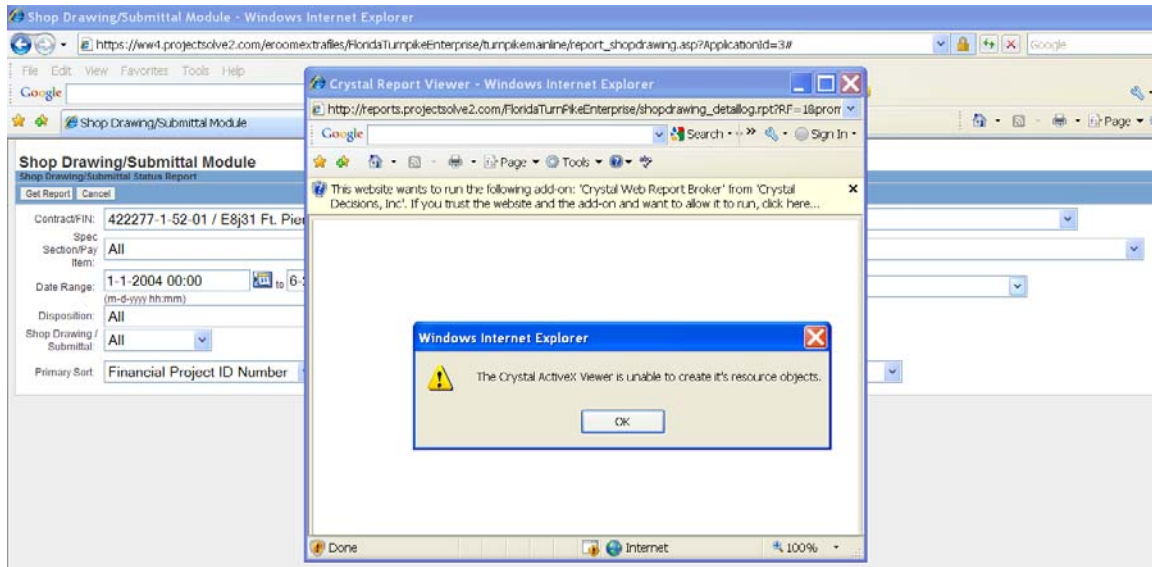 Shop Drawing/Submittal Module - Windows Internet Explorer
https://ww4.projectsolve2.com/eroomextrafiles/FloridaTurnpikeEnterprise/turnpikemainline/report_shopdrawing.asp?ApplicationId=3#
Google
File Edit View Favorites Tools Help
Google
Shop Drawing/Submittal Module
Page
Shop Drawing/Submittal Module
Shop Drawing/Submittal Status Report
Get Report Cancel
Contract/FIN: 422277-1-52-01 / E8j31 Ft. Pier
Spec Section/Pay Item: All
Date Range: 1-1-2004 00:00 to 6-
(m-d-yyyy hh:mm)
Disposition: All
Shop Drawing / Submittal: All
Primary Sort: Financial Project ID Number
Crystal Report Viewer - Windows Internet Explorer
http://reports.projectsolve2.com/FloridaTurnPikeEnterprise/shopdrawing_detaillog.rpt?RF=1&prom
Google Search Sign In
Page Tools
This website wants to run the following add-on: 'Crystal Web Report Broker' from 'Crystal
Decisions, Inc'. If you trust the website and the add-on and want to allow it to run, click here...
Windows Internet Explorer
The Crystal ActiveX Viewer is unable to create it's resource objects.
OK
Done Internet 100%